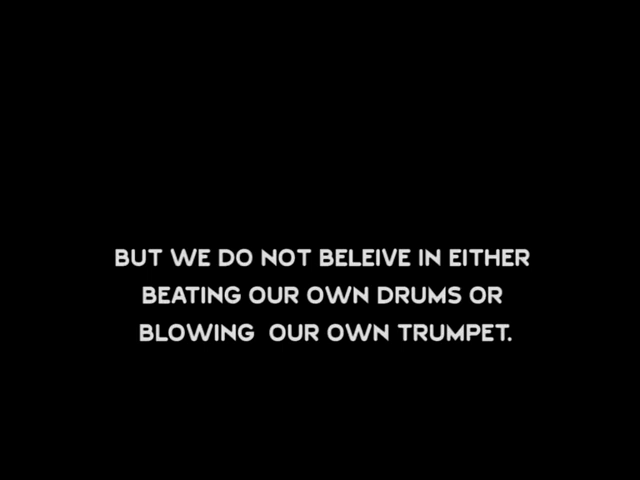 BUT WE DO NOT BELEIVE IN EITHER
BEATING OUR OWN DRUMS OR
BLOWING  OUR OWN TRUMPET.